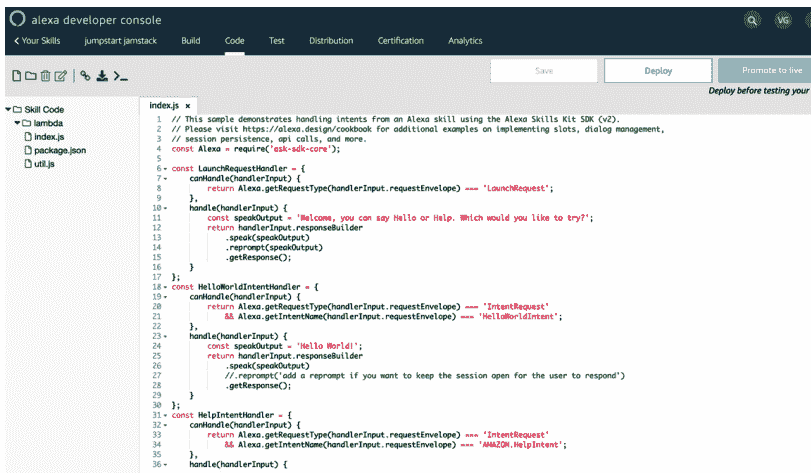 alexa developer console
VG
< Your Skills jumpstart jamstack Build Code Test Distribution Certification Analytics
Save Deploy Promote to live
Deploy before testing your
Skill Code
lambda
index.js
package.json
util.js
index.js ×
1 // This sample demonstrates handling intents from an Alexa skill using the Alexa Skills Kit SDK (v2).
2 // Please visit https://alexa.design/cookbook for additional examples on implementing slots, dialog management,
3 // session persistence, api calls, and more.
4 const Alexa = require('ask-sdk-core');
5
6 const LaunchRequestHandler = {
7 canHandle(handlerInput) {
8 return Alexa.getRequestType(handlerInput.requestEnvelope) === 'LaunchRequest';
9 },
10 handle(handlerInput) {
11 const speakOutput = 'Welcome, you can say Hello or Help. Which would you like to try?';
12 return handlerInput.responseBuilder
13 .speak(speakOutput)
14 .reprompt(speakOutput)
15 .getResponse();
16 }
17 };
18 const HelloWorldIntentHandler = {
19 canHandle(handlerInput) {
20 return Alexa.getRequestType(handlerInput.requestEnvelope) === 'IntentRequest'
21 && Alexa.getIntentName(handlerInput.requestEnvelope) === 'HelloWorldIntent';
22 },
23 handle(handlerInput) {
24 const speakOutput = 'Hello World!';
25 return handlerInput.responseBuilder
26 .speak(speakOutput)
27 //.reprompt('add a reprompt if you want to keep the session open for the user to respond')
28 .getResponse();
29 }
30 };
31 const HelpIntentHandler = {
32 canHandle(handlerInput) {
33 return Alexa.getRequestType(handlerInput.requestEnvelope) === 'IntentRequest'
34 && Alexa.getIntentName(handlerInput.requestEnvelope) === 'AMAZON.HelpIntent';
35 },
36 handle(handlerInput) {